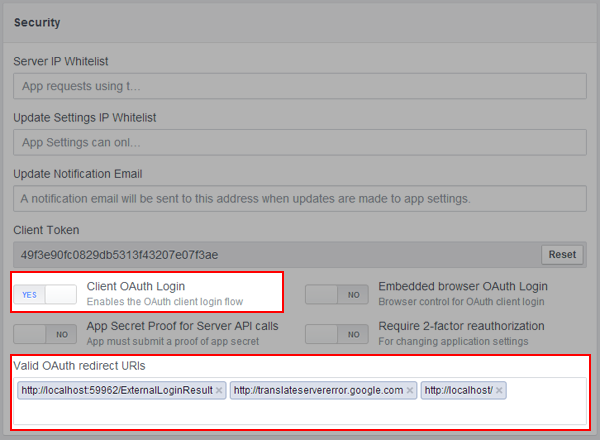 Security
Server IP Whitelist
App requests using t…
Update Settings IP Whitelist
App Settings can onl…
Update Notification Email
A notification email will be sent to this address when updates are made to app settings.
Client Token
49f3e90fc0829db5313f43207e07f3ae Reset
YES Client OAuth Login NO Embedded browser OAuth Login
Enables the OAuth client login flow Browser control for OAuth client login
NO App Secret Proof for Server API calls NO Require 2-factor reauthorization
App must submit a proof of app secret For changing application settings
Valid OAuth redirect URIs
http://localhost:59962/ExternalLoginResult × http://translateservererror.google.com × http://localhost/ ×